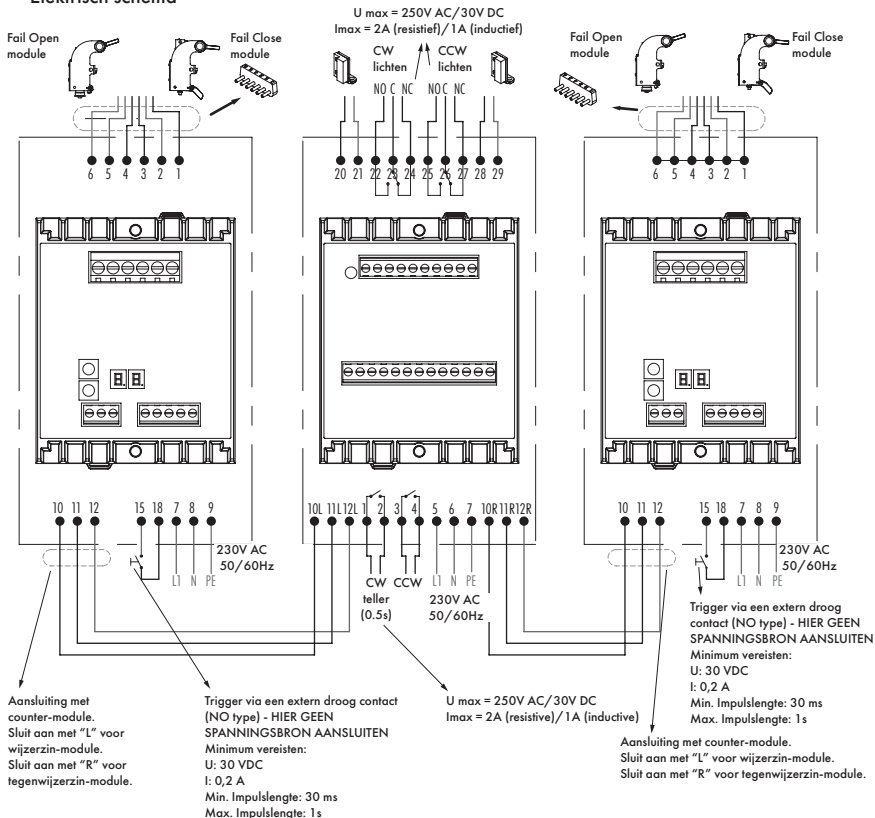 Elektrisch schema
U max = 250V AC/30V DC
Imax = 2A (resistief)/1A (inductief)
Fail Open
module
Fail Close
module
CW
lichten
CCW
lichten
Fail Open
module
Fail Close
module
NO C NC
NO C NC
6 5 4 3 2 1
20 21 22 23 24 25 26 27 28 29
6 5 4 3 2 1
8. 8.
8. 8.
10 11 12 15 18 7 8 9
10L 11L 12L 1 2 3 4 5 6 7 10R 11R 12R
10 11 12 15 18 7 8 9
230V AC
50/60Hz
L1 N PE
CW
teller
(0.5s)
CCW
L1 N PE
230V AC
50/60Hz
230V AC
50/60Hz
L1 N PE
Aansluiting met
counter-module.
Sluit aan met “L” voor
wijzerzin-module.
Sluit aan met “R” voor
tegenwijzerzin-module.
Trigger via een extern droog contact
(NO type) - HIER GEEN
SPANNINGSBRON AANSLUITEN
Minimum vereisten:
U: 30 VDC
I: 0,2 A
Min. Impulslengte: 30 ms
Max. Impulslengte: 1s
U max = 250V AC/30V DC
Imax = 2A (resistive)/1A (inductive)
Trigger via een extern droog
contact (NO type) - HIER GEEN
SPANNINGSBRON AANSLUITEN
Minimum vereisten:
U: 30 VDC
I: 0,2 A
Min. Impulslengte: 30 ms
Max. Impulslengte: 1s
Aansluiting met counter-module.
Sluit aan met “L” voor wijzerzin-module.
Sluit aan met “R” voor tegenwijzerzin-module.